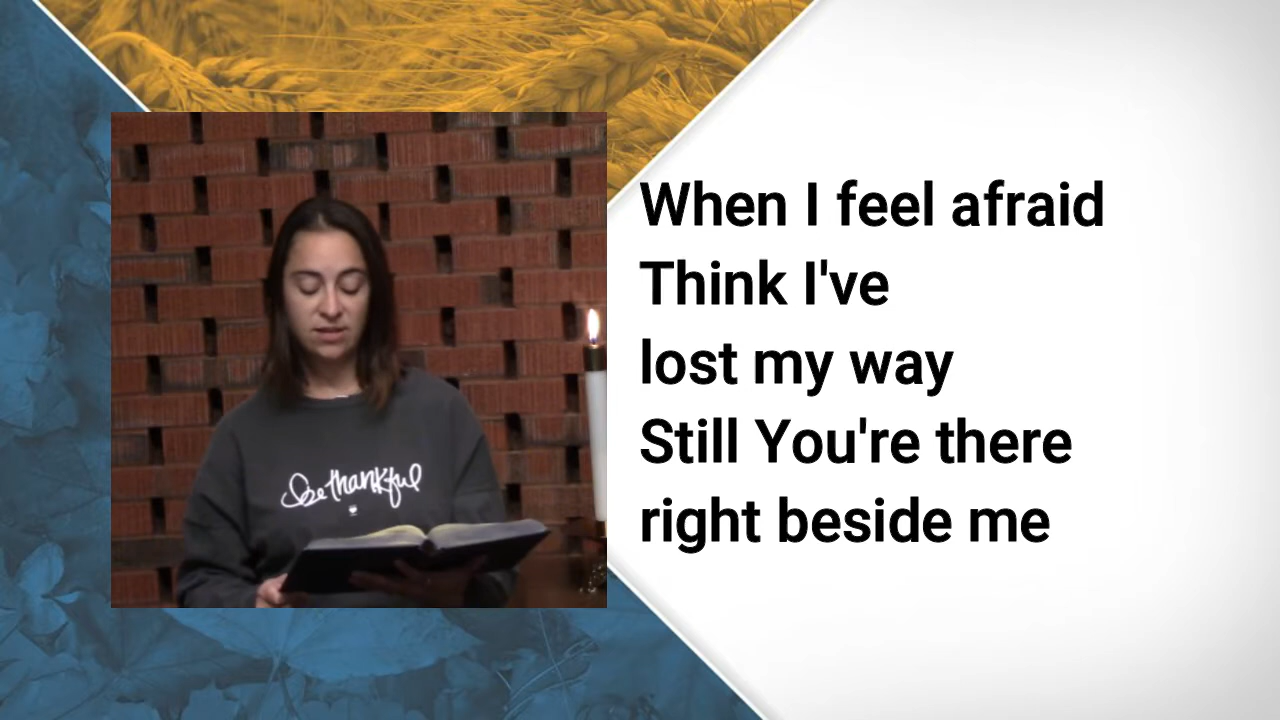 be thankful
When I feel afraid
Think I've
lost my way
Still You're there
right beside me